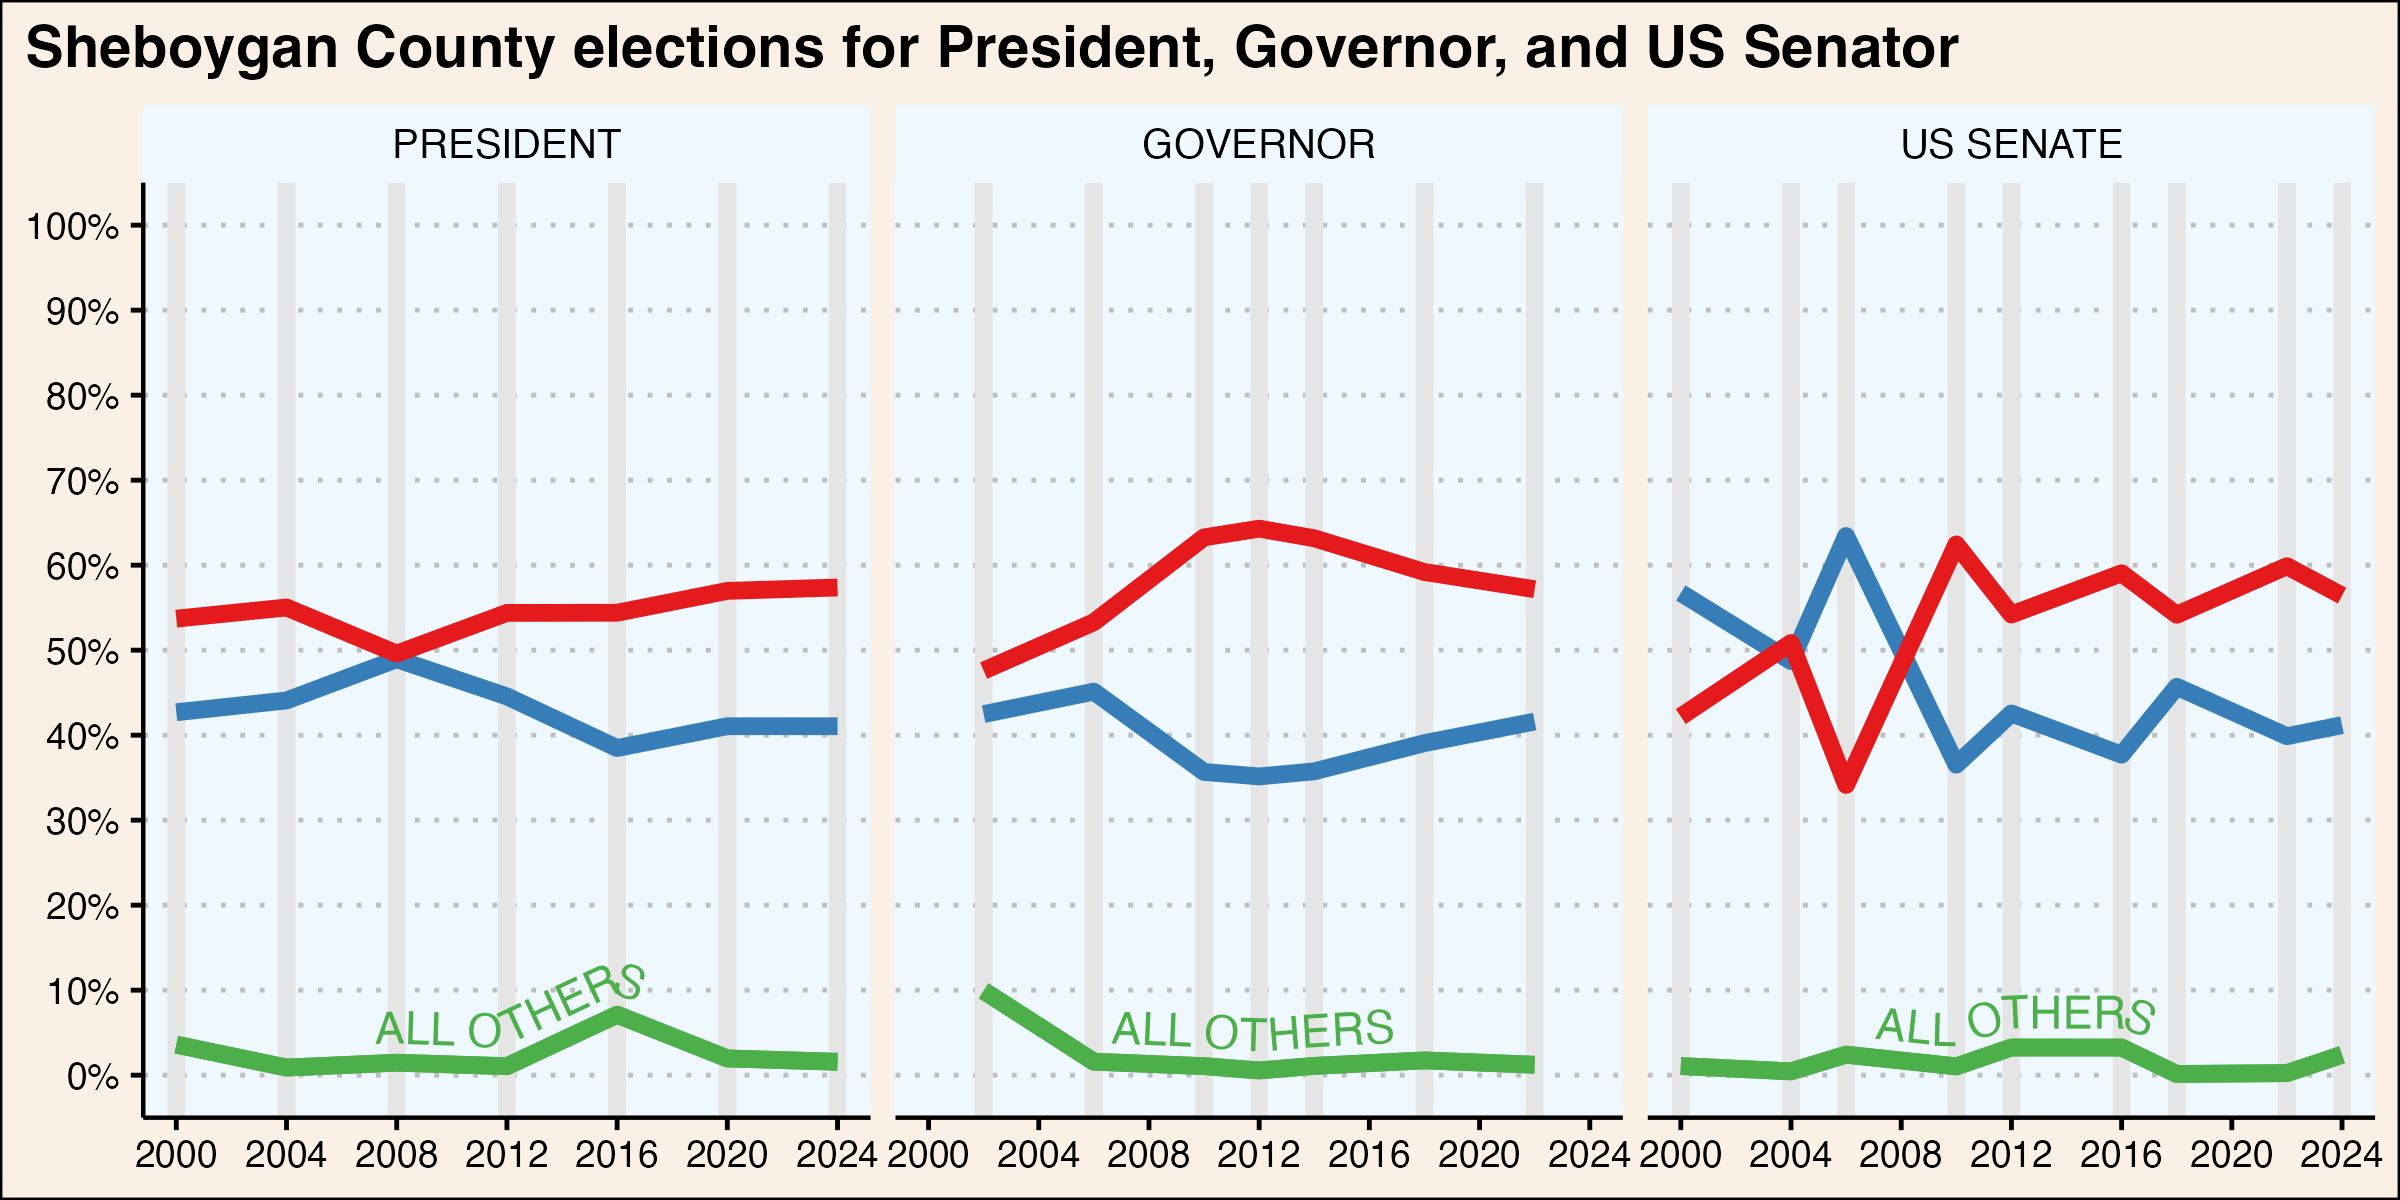 Sheboygan County elections for President, Governor, and US Senator
PRESIDENT
GOVERNOR
US SENATE
100%
90%
80%
70%
60%
50%
40%
30%
20%
10%
0%
ALL OTHERS
ALL OTHERS
ALL OTHERS
2000 2004 2008 2012 2016 2020 2024
2000 2004 2008 2012 2016 2020 2024
2000 2004 2008 2012 2016 2020 2024